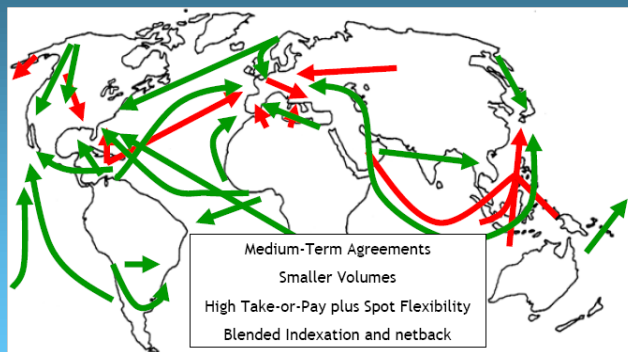 Medium-Term Agreements
Smaller Volumes
High Take-or-Pay plus Spot Flexibility
Blended Indexation and netback